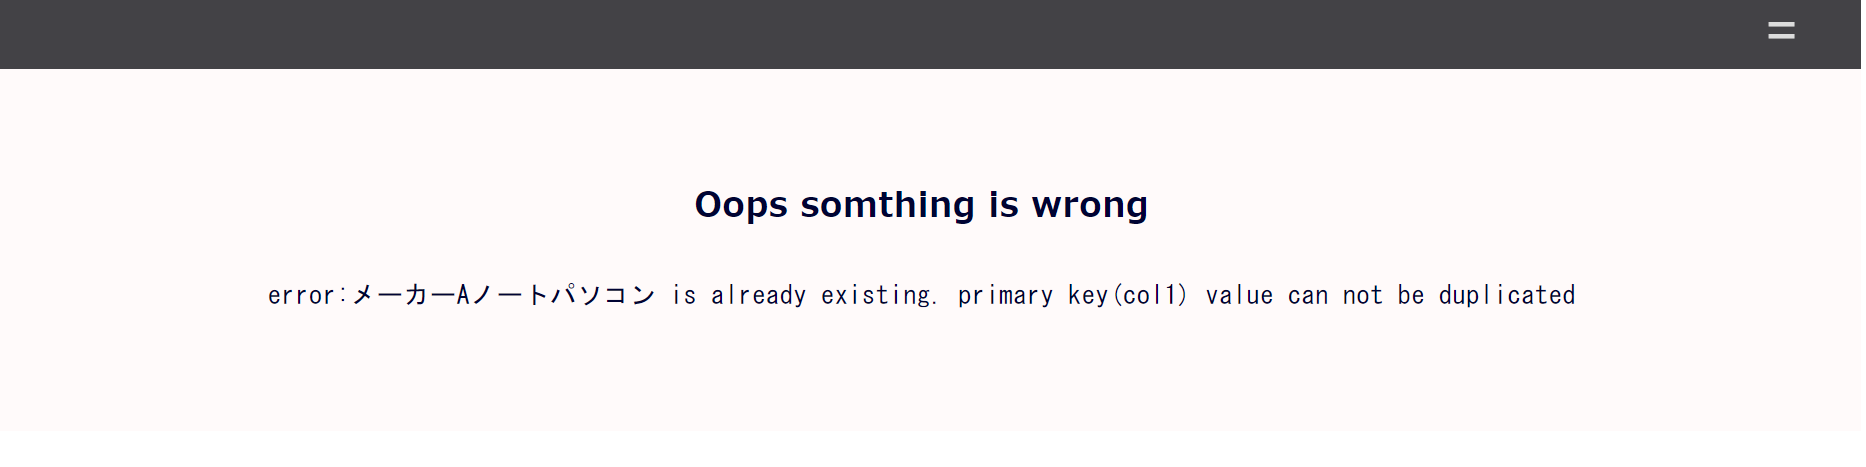 Oops somthing is wrong
error:メーカーAノートパソコン is already existing. primary key(col1) value can not be duplicated